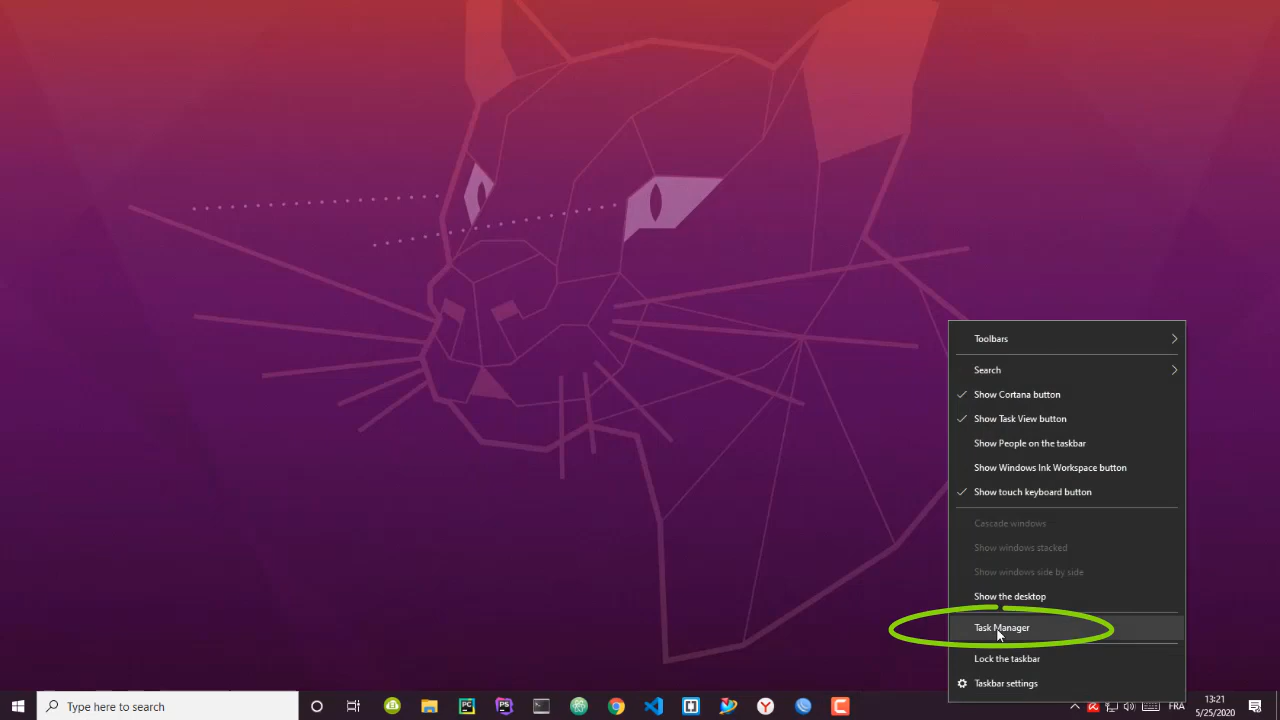 Toolbars
Search
Show Cortana button
Show Task View button
Show People on the taskbar
Show Windows Ink Workspace button
Show touch keyboard button
Cascade windows
Show windows stacked
Show windows side by side
Show the desktop
Task Manager
Lock the taskbar
Taskbar settings
Type here to search
PC
PS
FRA
13:21
5/25/2020